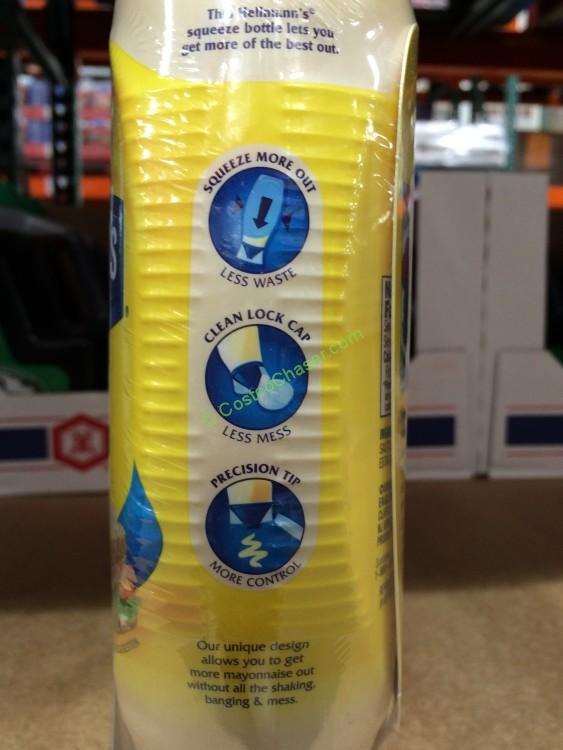 This Hellmann's®
squeeze bottle lets you
get more of the best out.
SQUEEZE MORE OUT
LESS WASTE
CLEAN LOCK CAP
© CostcoChaser.com
LESS MESS
PRECISION TIP
MORE CONTROL
Our unique design
allows you to get
more mayonnaise out
without all the shaking,
banging & mess.